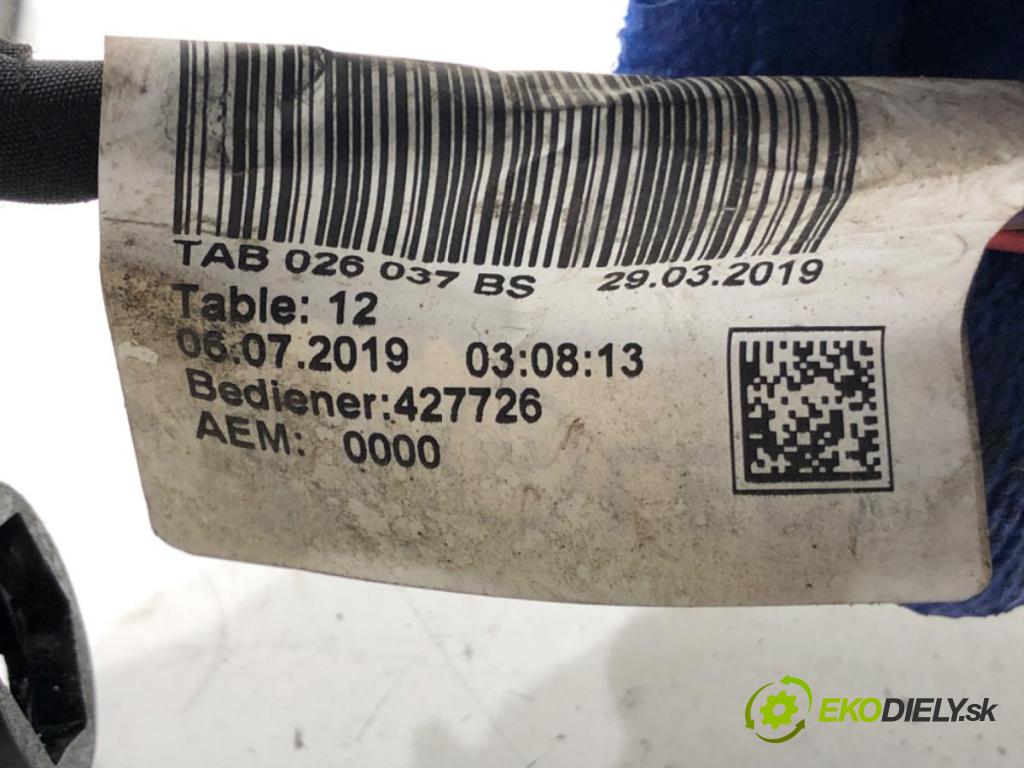 TAB 026 037 BS 29.03.2019
Table: 12
06.07.2019 03:08:13
Bediener:427726
AEM: 0000
EKODIELY.sk